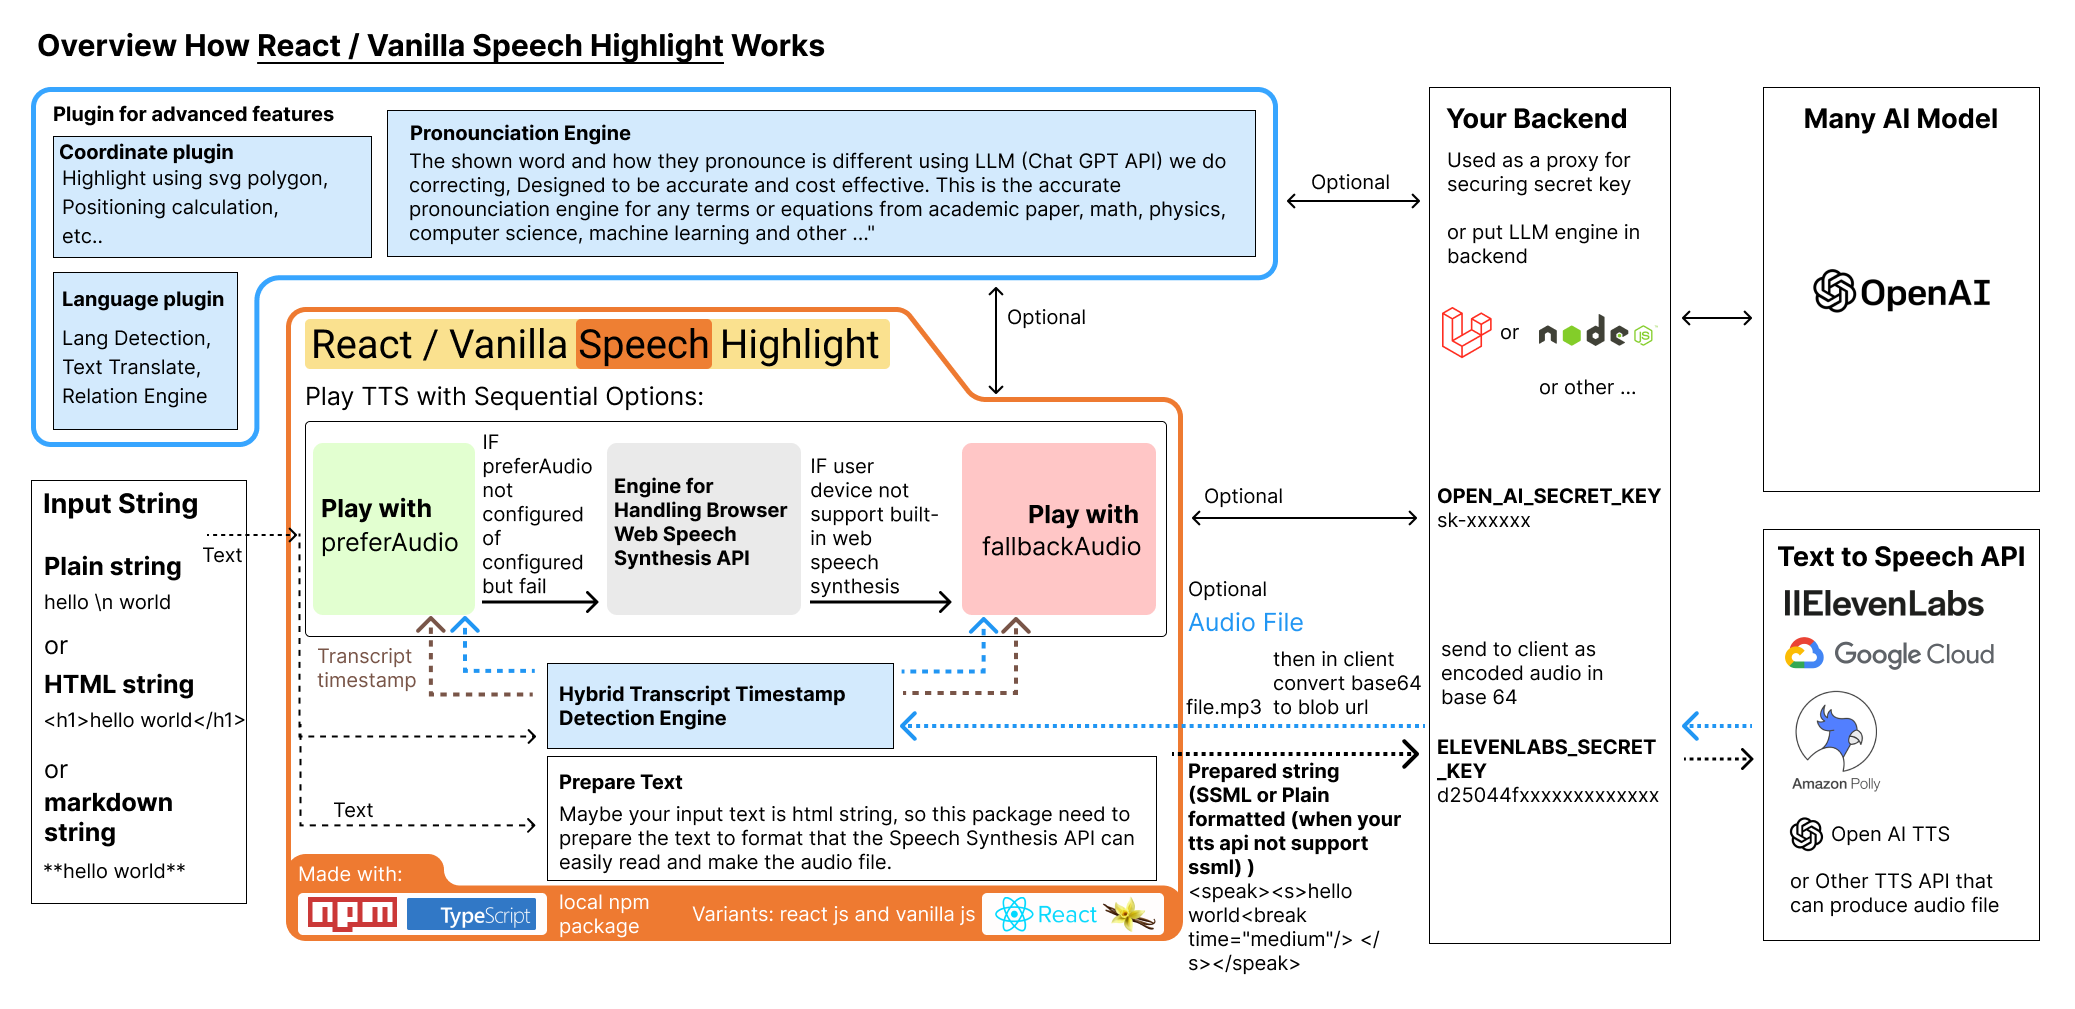 Overview How React / Vanilla Speech Highlight Works
Plugin for advanced features
Coordinate plugin
Highlight using svg polygon,
Positioning calculation,
etc..
Pronounciation Engine
The shown word and how they pronounce is different using LLM (Chat GPT API) we do
correcting, Designed to be accurate and cost effective. This is the accurate
pronounciation engine for any terms or equations from academic paper, math, physics,
computer science, machine learning and other ..."
Language plugin
Lang Detection,
Text Translate,
Relation Engine
Optional
Optional
React / Vanilla Speech Highlight
Play TTS with Sequential Options:
Play with
preferAudio
IF
preferAudio
not
configured
of
configured
but fail
Engine for
Handling Browser
Web Speech
Synthesis API
IF user
device not
support built-
in web
speech
synthesis
Play with
fallbackAudio
Transcript
timestamp
Hybrid Transcript Timestamp
Detection Engine
Prepare Text
Maybe your input text is html string, so this package need to
prepare the text to format that the Speech Synthesis API can
easily read and make the audio file.
Text
Made with:
npm
TypeScript
local npm
package
Variants: react js and vanilla js
React
Input String
Plain string
hello \n world
or
HTML string
<h1>hello world</h1>
or
markdown
string
**hello world**
Text
Optional
Optional
Audio File
then in client
convert base64
to blob url
file.mp3
Prepared string
(SSML or Plain
formatted (when your
tts api not support
ssml) )
<speak><s>hello
world<break
time="medium"/> </
s></speak>
Your Backend
Used as a proxy for
securing secret key
or put LLM engine in
backend
or
node
JS
or other ...
OPEN_AI_SECRET_KEY
sk-xxxxxx
send to client as
encoded audio in
base 64
ELEVENLABS_SECRET
_KEY
d25044fxxxxxxxxxxxxx
Many AI Model
OpenAI
Text to Speech API
IIElevenLabs
Google Cloud
Amazon Polly
Open AI TTS
or Other TTS API that
can produce audio file